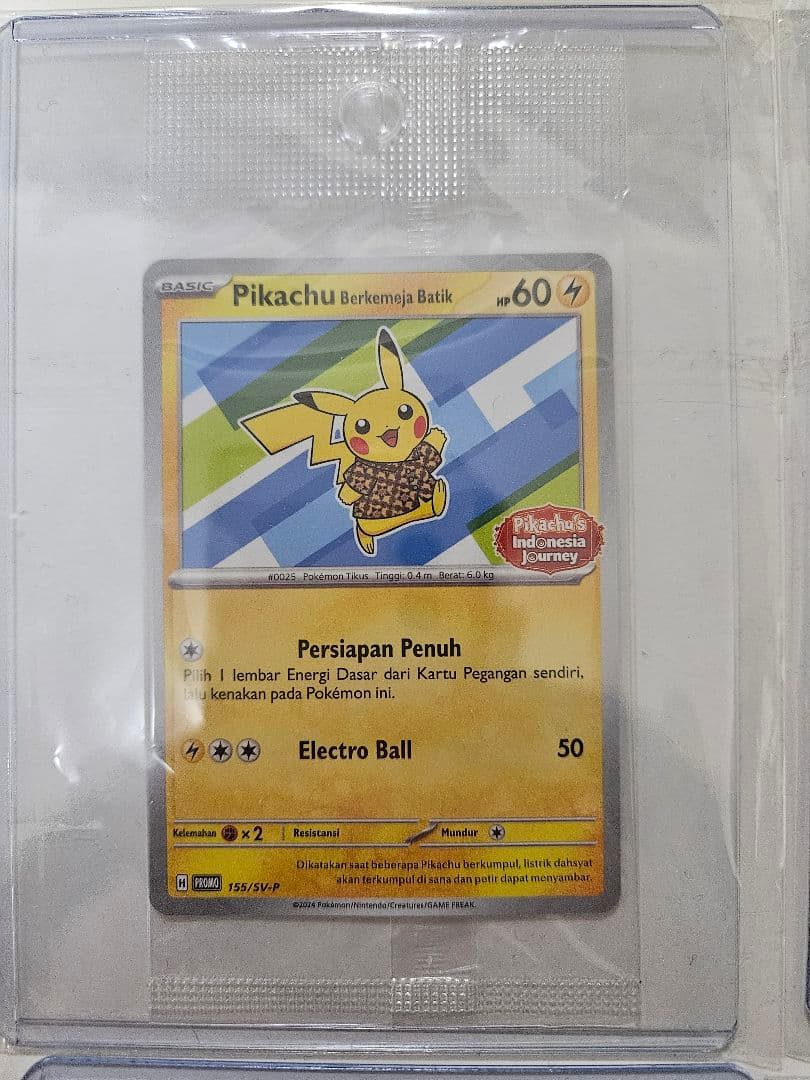 BASIC Pikachu Berkemeja Batik HP 60
Pikachu's
Indonesia
Journey
#0025 Pokémon Tikus Tinggi: 0.4 m Berat: 6.0 kg
Persiapan Penuh
Pilih 1 lembar Energi Dasar dari Kartu Pegangan sendiri,
lalu kenakan pada Pokémon ini.
Electro Ball 50
Kelemahan ×2 Resistansi Mundur
Dikatakan saat beberapa Pikachu berkumpul, listrik dahsyat
akan terkumpul di sana dan petir dapat menyambar.
H PROMO 155/SV-P
©2024 Pokémon/Nintendo/Creatures/GAME FREAK.